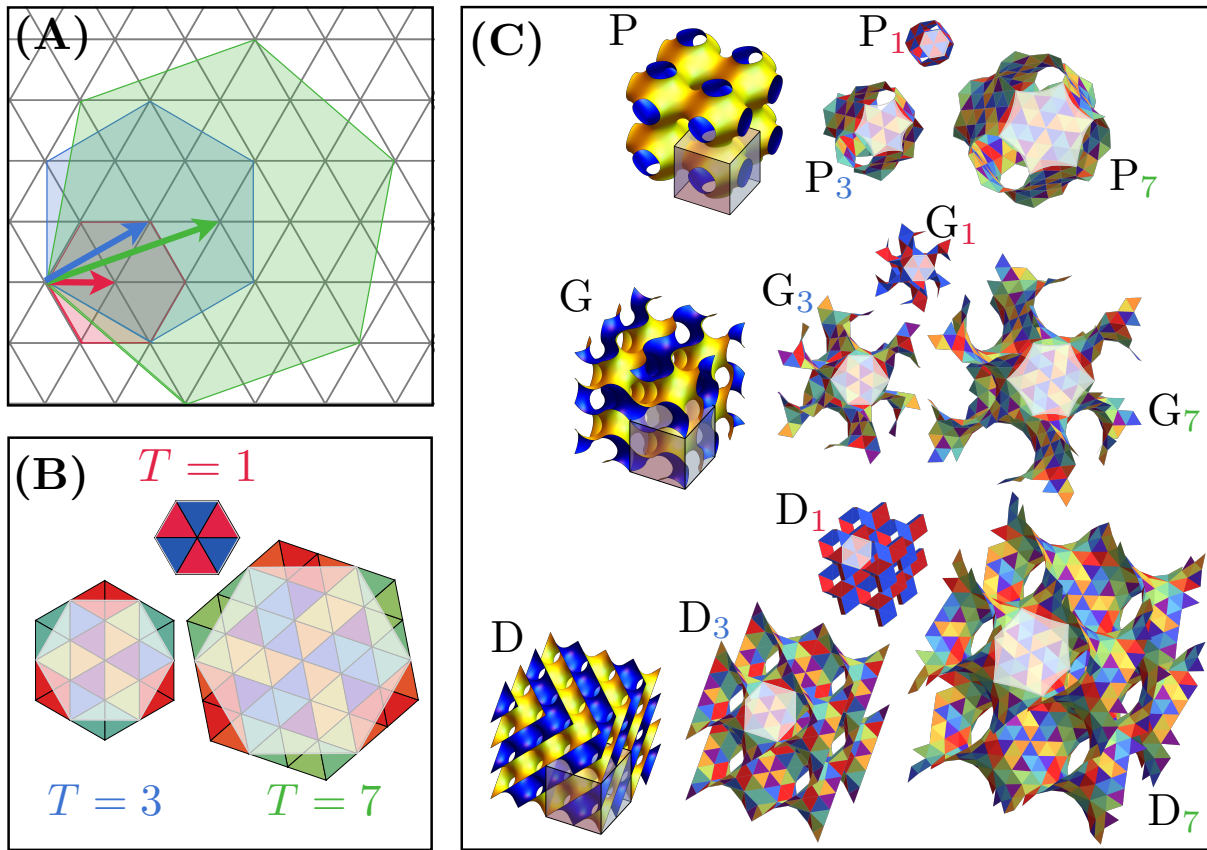 (A)
(B)
T = 1
T = 3
T = 7
(C)
P
P₁
P₃
P₇
G
G₁
G₃
G₇
D
D₁
D₃
D₇